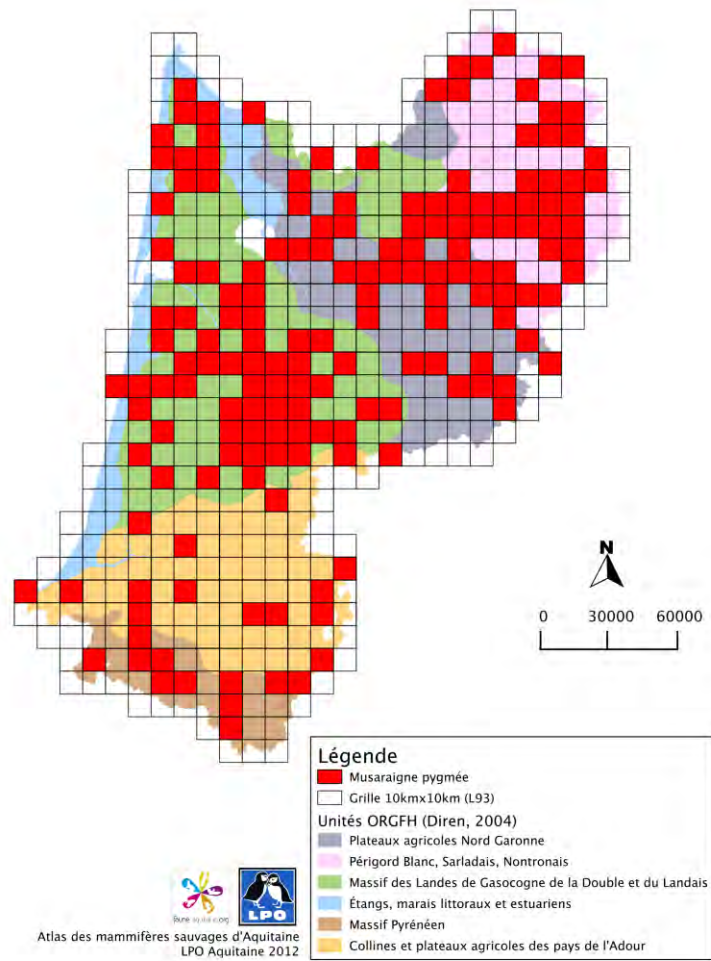 N
0 30000 60000
Légende
Musaraigne pygmée
Grille 10kmx10km (L93)
Unités ORGFH (Diren, 2004)
Plateaux agricoles Nord Garonne
Périgord Blanc, Sarladais, Nontronais
Massif des Landes de Gasocogne de la Double et du Landais
Étangs, marais littoraux et estuariens
Massif Pyrénéen
Collines et plateaux agricoles des pays de l'Adour
LPO
Atlas des mammifères sauvages d'Aquitaine
LPO Aquitaine 2012